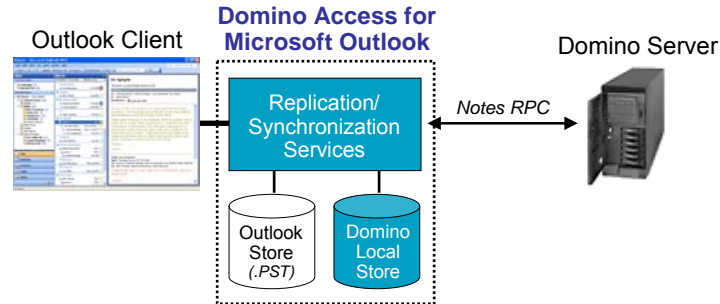 Domino Access for
Microsoft Outlook
Outlook Client
Domino Server
Replication/
Synchronization
Services
Notes RPC
Outlook
Store
(.PST)
Domino
Local
Store